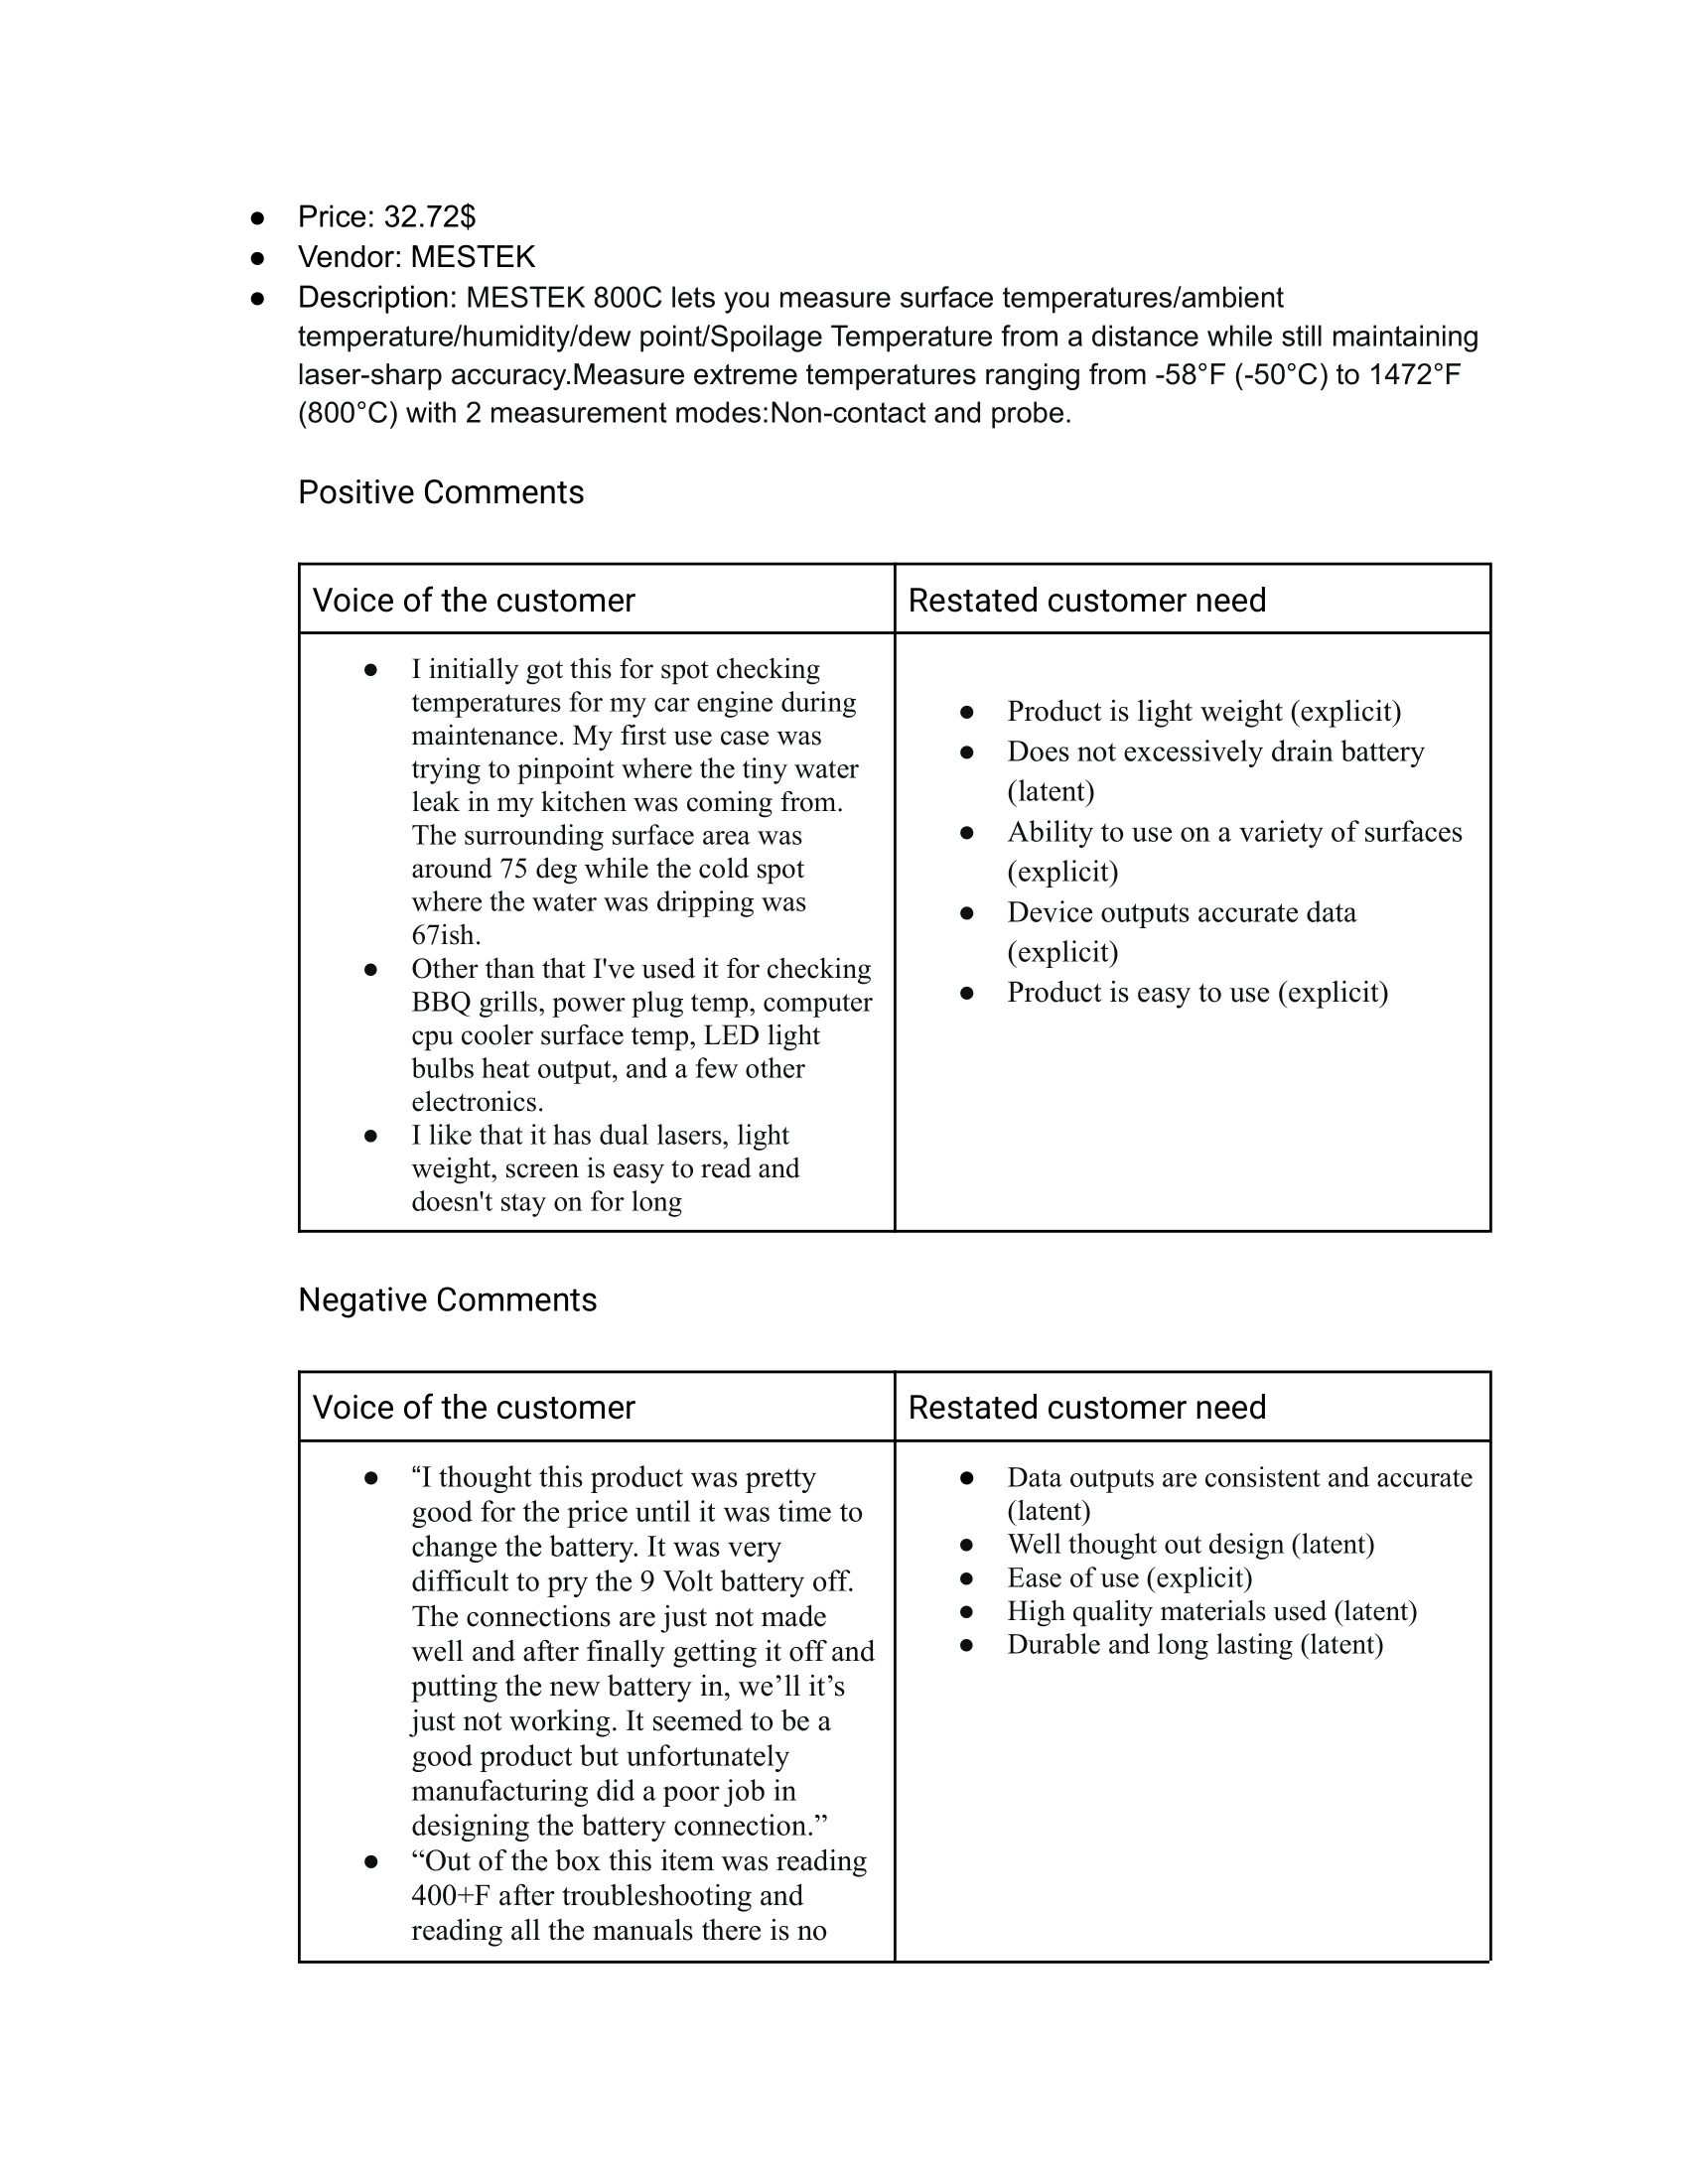 ● Price: 32.72$
● Vendor: MESTEK
● Description: MESTEK 800C lets you measure surface temperatures/ambient
temperature/humidity/dew point/Spoilage Temperature from a distance while still maintaining
laser-sharp accuracy.Measure extreme temperatures ranging from -58°F (-50°C) to 1472°F
(800°C) with 2 measurement modes:Non-contact and probe.
Positive Comments
Voice of the customer
Restated customer need
● I initially got this for spot checking
temperatures for my car engine during
maintenance. My first use case was
trying to pinpoint where the tiny water
leak in my kitchen was coming from.
The surrounding surface area was
around 75 deg while the cold spot
where the water was dripping was
67ish.
● Other than that I've used it for checking
BBQ grills, power plug temp, computer
cpu cooler surface temp, LED light
bulbs heat output, and a few other
electronics.
● I like that it has dual lasers, light
weight, screen is easy to read and
doesn't stay on for long
● Product is light weight (explicit)
● Does not excessively drain battery
(latent)
● Ability to use on a variety of surfaces
(explicit)
● Device outputs accurate data
(explicit)
● Product is easy to use (explicit)
Negative Comments
Voice of the customer
Restated customer need
● “I thought this product was pretty
good for the price until it was time to
change the battery. It was very
difficult to pry the 9 Volt battery off.
The connections are just not made
well and after finally getting it off and
putting the new battery in, we’ll it’s
just not working. It seemed to be a
good product but unfortunately
manufacturing did a poor job in
designing the battery connection.”
● “Out of the box this item was reading
400+F after troubleshooting and
reading all the manuals there is no
● Data outputs are consistent and accurate
(latent)
● Well thought out design (latent)
● Ease of use (explicit)
● High quality materials used (latent)
● Durable and long lasting (latent)